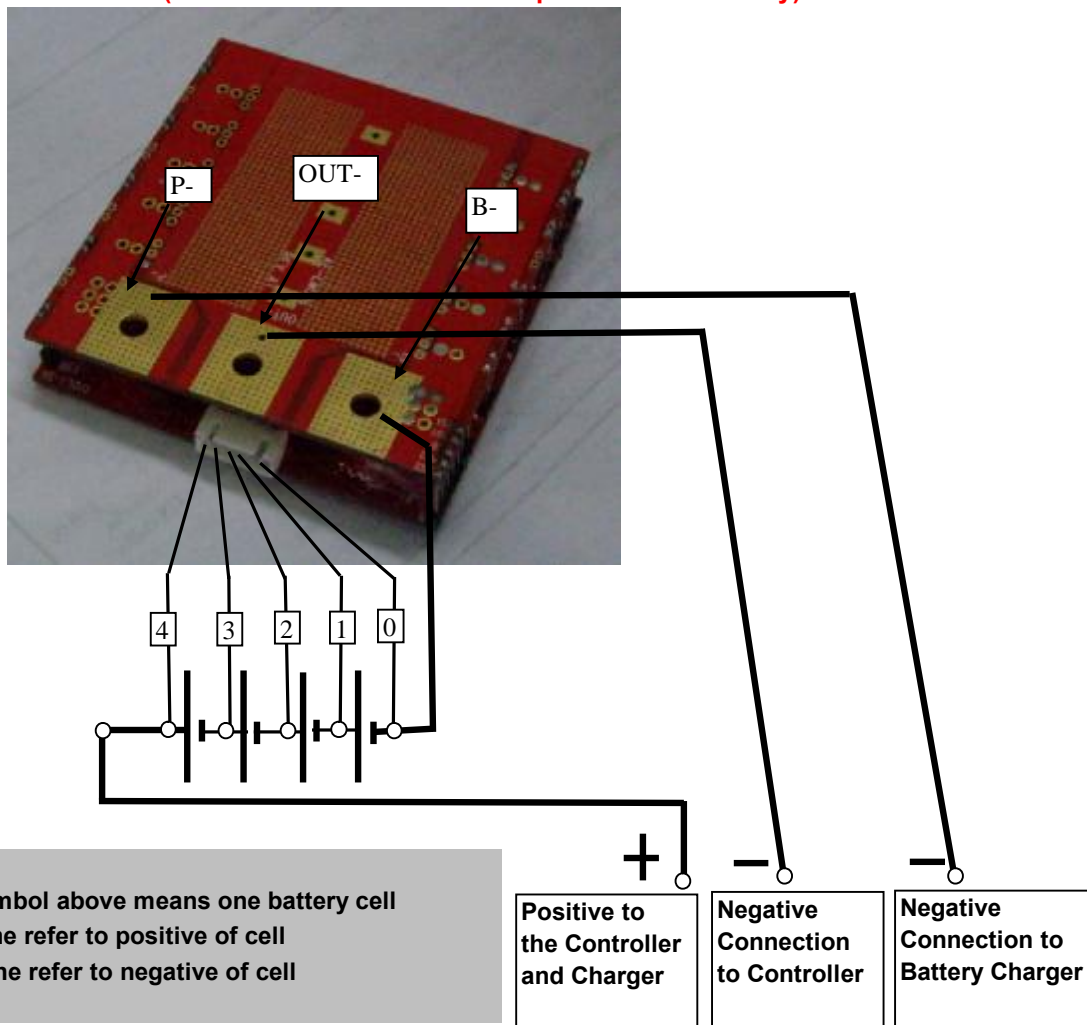 P-
OUT-
B-
4
3
2
1
0
+
−
−
mbol above means one battery cell
ne refer to positive of cell
ne refer to negative of cell
Positive to
the Controller
and Charger
Negative
Connection
to Controller
Negative
Connection to
Battery Charger